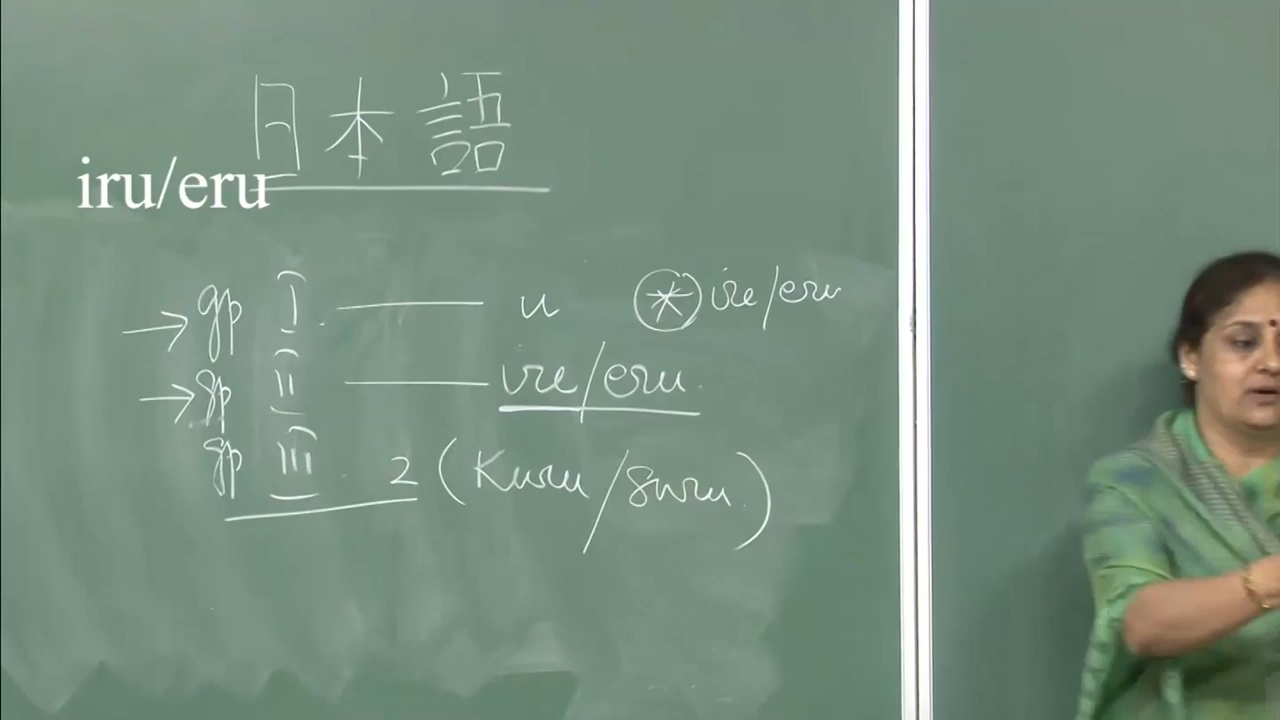 日本語
iru/eru
gp I. — u * iru/eru
gp II — iru/eru.
gp III. 2 (Kuru/suru.)